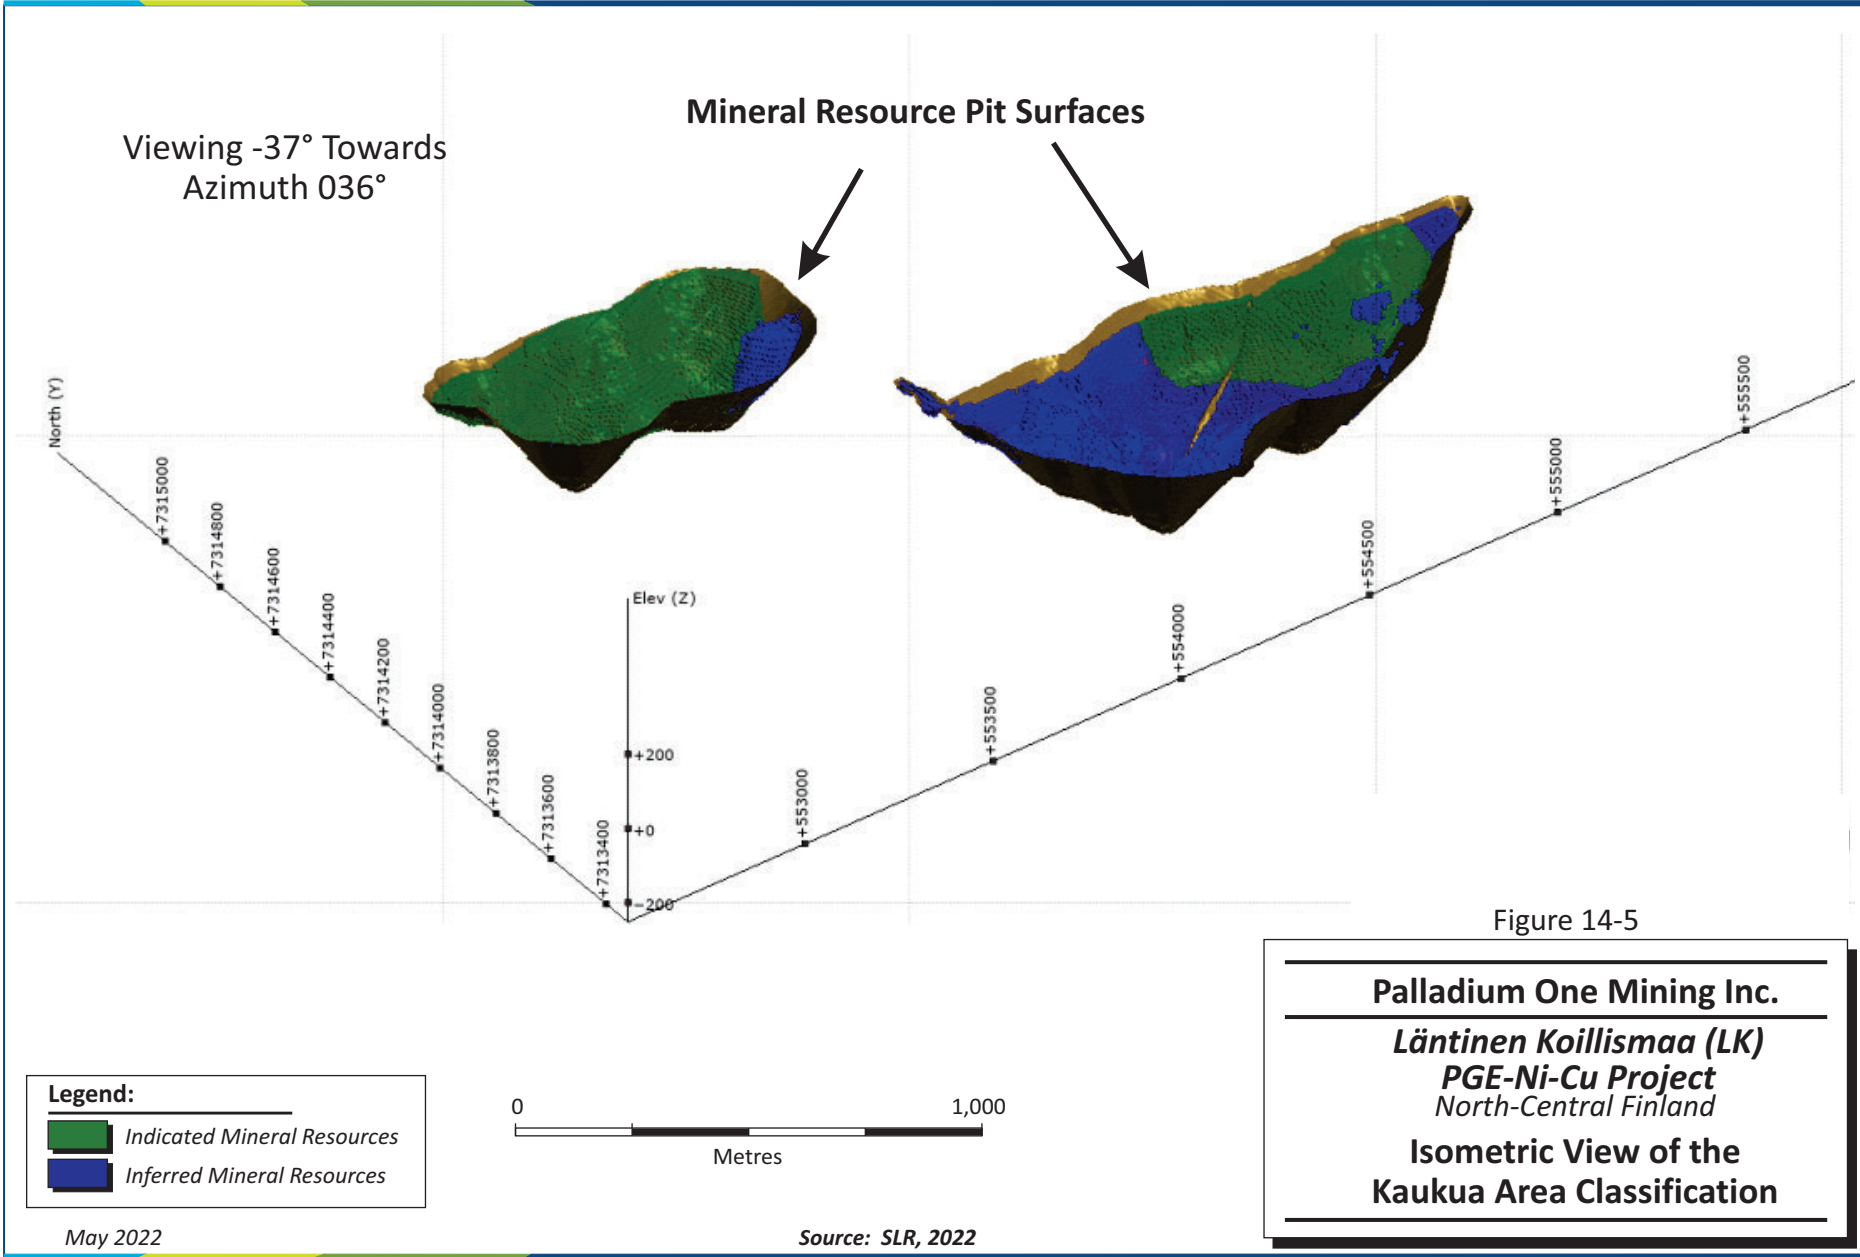 Mineral Resource Pit Surfaces
Viewing -37° Towards
Azimuth 036°
North (Y)
+7315000
+7314800
+7314600
+7314400
+7314200
+7314000
+7313800
+7313600
+7313400
Elev (Z)
+200
+0
-200
+553000
+553500
+554000
+554500
+555000
+555500
Figure 14-5
Palladium One Mining Inc.
Läntinen Koillismaa (LK)
PGE-Ni-Cu Project
North-Central Finland
Isometric View of the
Kaukua Area Classification
Legend:
Indicated Mineral Resources
Inferred Mineral Resources
0 1,000
Metres
May 2022
Source: SLR, 2022